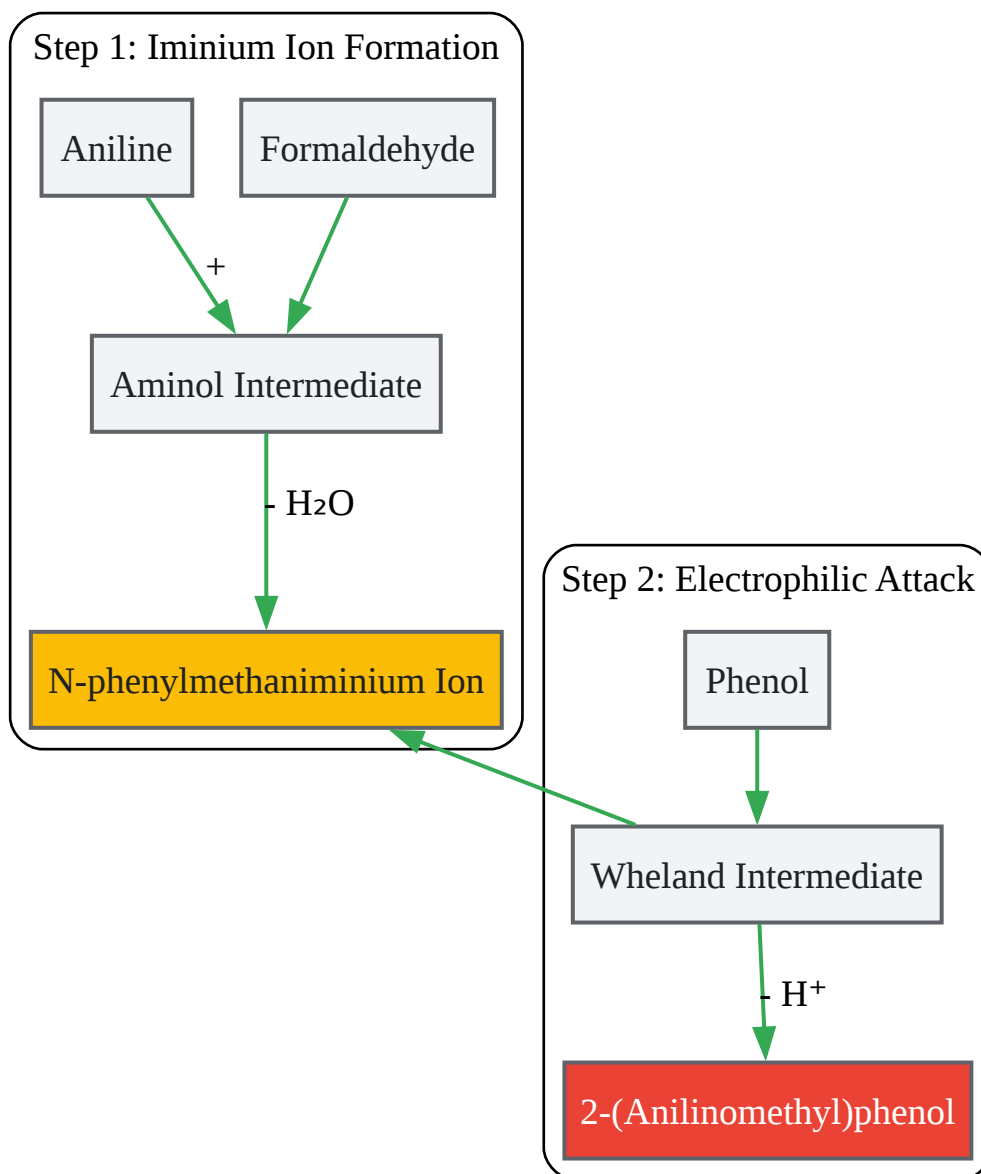 Step 1: Iminium Ion Formation
Aniline
Formaldehyde
+
Aminol Intermediate
- H₂O
N-phenylmethaniminium Ion
Step 2: Electrophilic Attack
Phenol
Wheland Intermediate
- H⁺
2-(Anilinomethyl)phenol